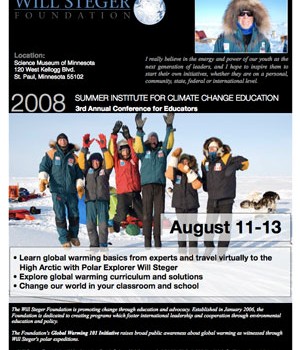 WILL STEGER
FOUNDATION
Location:
Science Museum of Minnesota
120 West Kellogg Blvd.
St. Paul, Minnesota 55102
I really believe in the energy and power of our youth as the
next generation of leaders, and I hope to inspire them to
start their own initiatives, whether they are on a personal,
community, state, federal or international level.
2008 SUMMER INSTITUTE FOR CLIMATE CHANGE EDUCATION
3rd Annual Conference for Educators
August 11-13
• Learn global warming basics from experts and travel virtually to the
High Arctic with Polar Explorer Will Steger
• Explore global warming curriculum and solutions
• Change our world in your classroom and school
The Will Steger Foundation is promoting change through education and advocacy. Established in January 2006, the
Foundation is dedicated to creating programs which foster international leadership and cooperation through environmental
education and policy.
The Foundation's Global Warming 101 Initiative raises broad public awareness about global warming as witnessed through
Will Steger's polar expeditions.